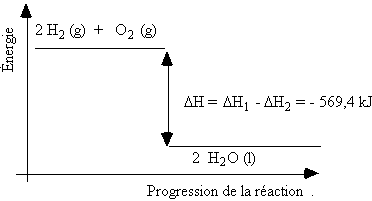 Énergie
2 H₂ (g) + O₂ (g)
ΔH = ΔH₁ - ΔH₂ = - 569,4 kJ
2 H₂O (l)
Progression de la réaction .